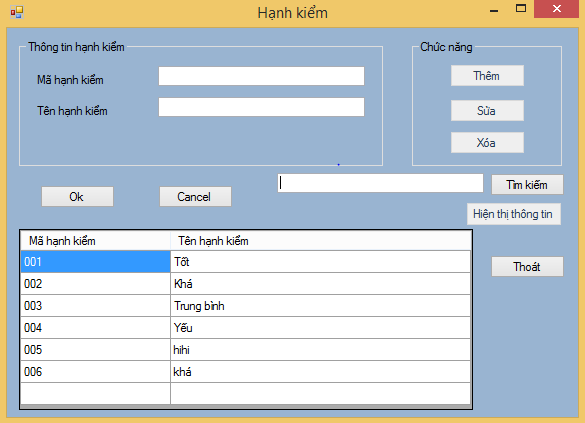 Hạnh kiểm
Thông tin hạnh kiểm
Mã hạnh kiểm
Tên hạnh kiểm
Chức năng
Thêm
Sửa
Xóa
Ok
Cancel
Tìm kiếm
Hiện thị thông tin
Thoát
Mã hạnh kiểm Tên hạnh kiểm
001 Tốt
002 Khá
003 Trung bình
004 Yếu
005 hihi
006 khá